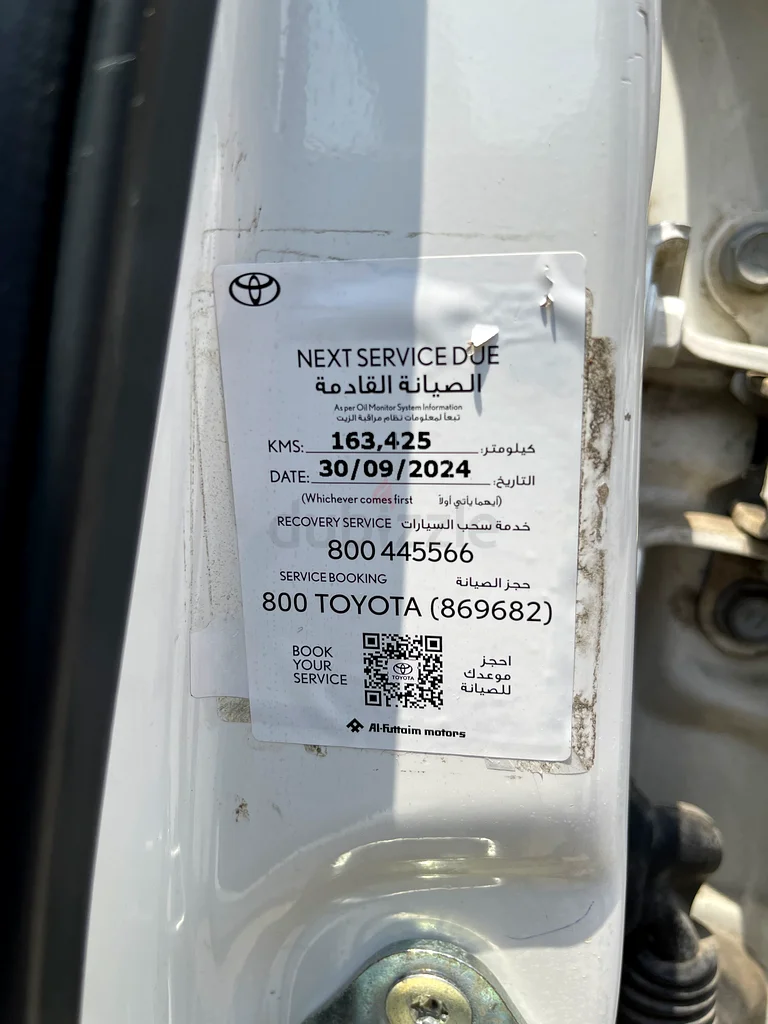 NEXT SERVICE DUE
الصيانة القادمة
As per Oil Monitor System Information
تبعاً لمعلومات نظام مراقبة الزيت
KMS: 163,425 كيلومتر:
DATE: 30/09/2024 التاريخ:
(Whichever comes first أيهما يأتي أولاً)
RECOVERY SERVICE خدمة سحب السيارات
dubizzle
800 445566
SERVICE BOOKING حجز الصيانة
800 TOYOTA (869682)
BOOK YOUR SERVICE
TOYOTA
احجز موعدك للصيانة
Al-Futtaim motors